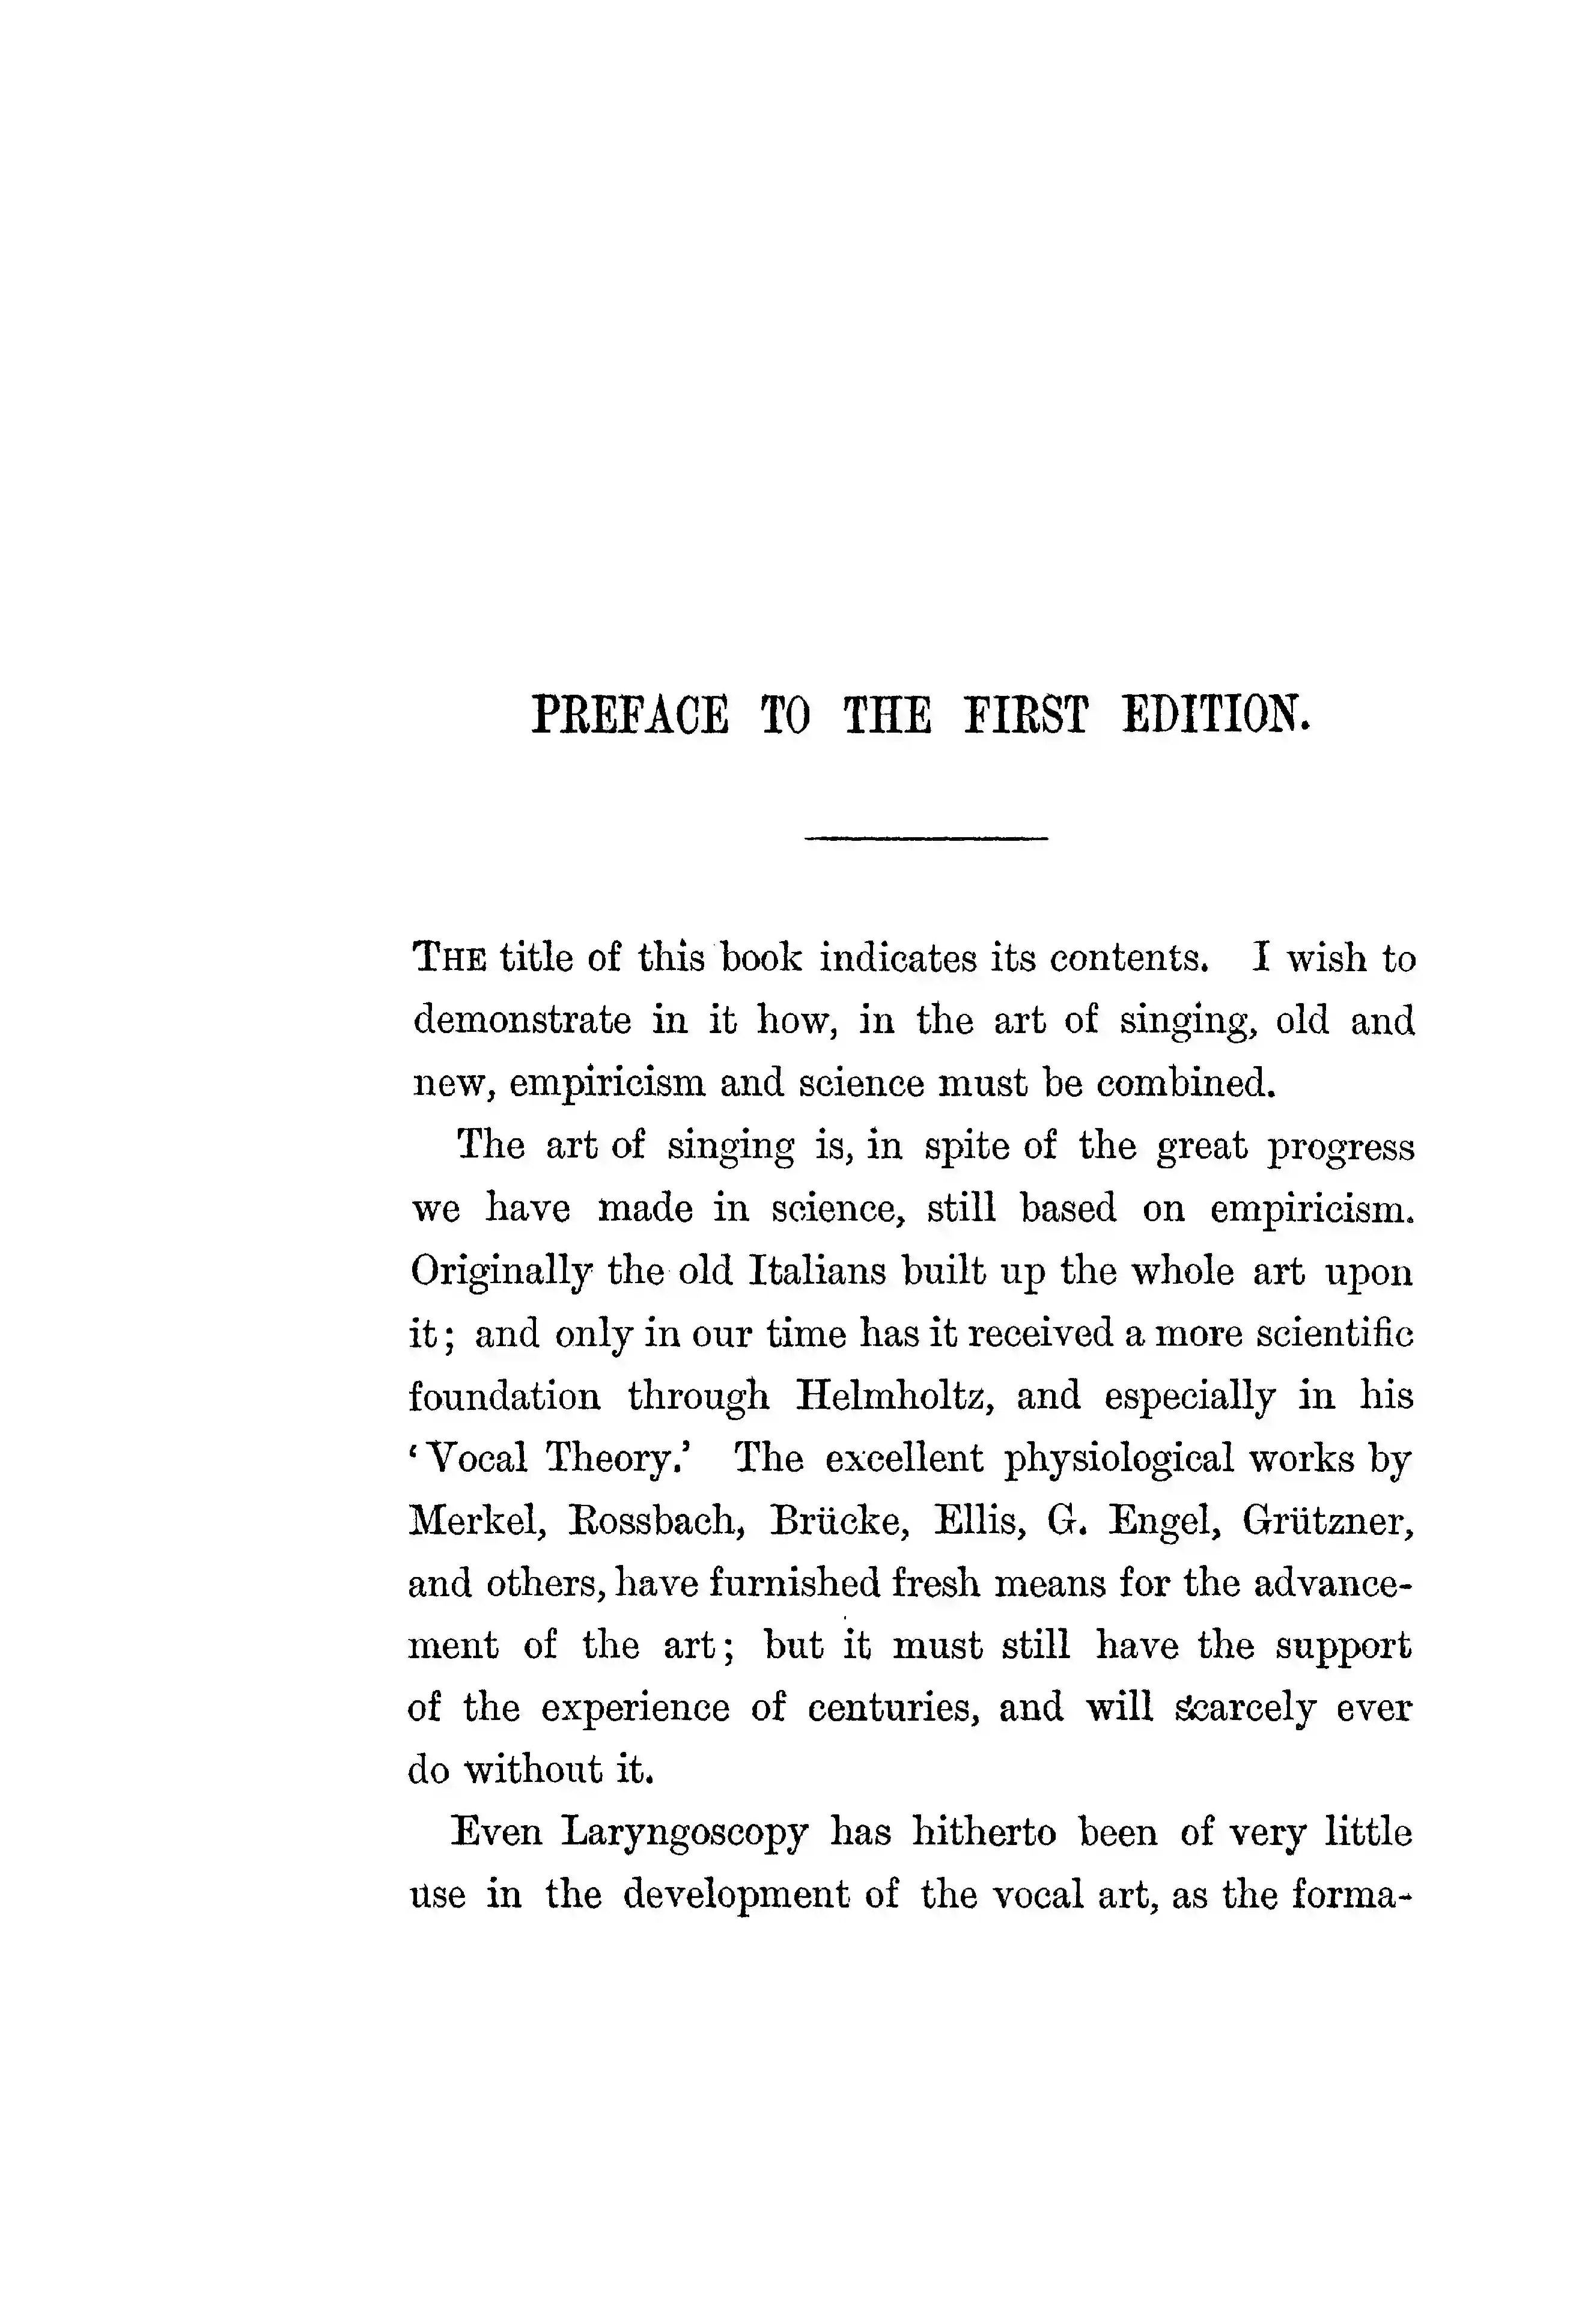 PREFACE TO THE FIRST EDITION.
THE title of this book indicates its contents. I wish to
demonstrate in it how, in the art of singing, old and
new, empiricism and science must be combined.
The art of singing is, in spite of the great progress
we have made in science, still based on empiricism.
Originally the old Italians built up the whole art upon
it; and only in our time has it received a more scientific
foundation through Helmholtz, and especially in his
‘Vocal Theory.’ The excellent physiological works by
Merkel, Rossbach, Brücke, Ellis, G. Engel, Grützner,
and others, have furnished fresh means for the advance-
ment of the art; but it must still have the support
of the experience of centuries, and will scarcely ever
do without it.
Even Laryngoscopy has hitherto been of very little
use in the development of the vocal art, as the forma-